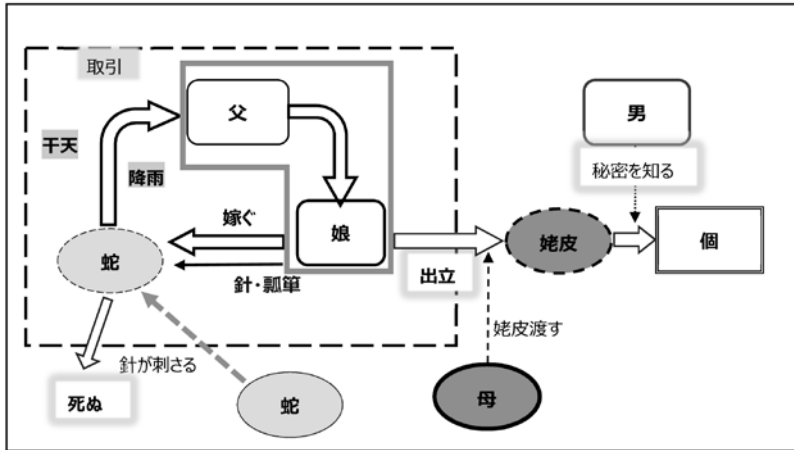 取引
父
男
干天
降雨
秘密を知る
嫁ぐ
娘
姥皮
個
蛇
針・瓢箪
出立
姥皮渡す
針が刺さる
死ぬ
蛇
母